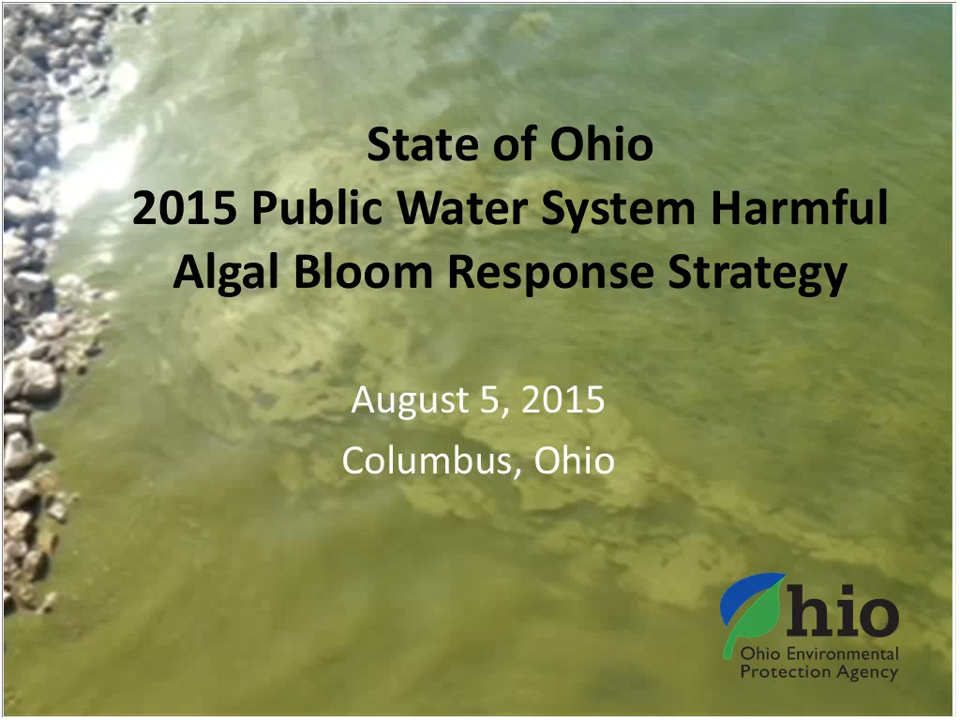 State of Ohio
2015 Public Water System Harmful
Algal Bloom Response Strategy
August 5, 2015
Columbus, Ohio
Ohio
Ohio Environmental
Protection Agency